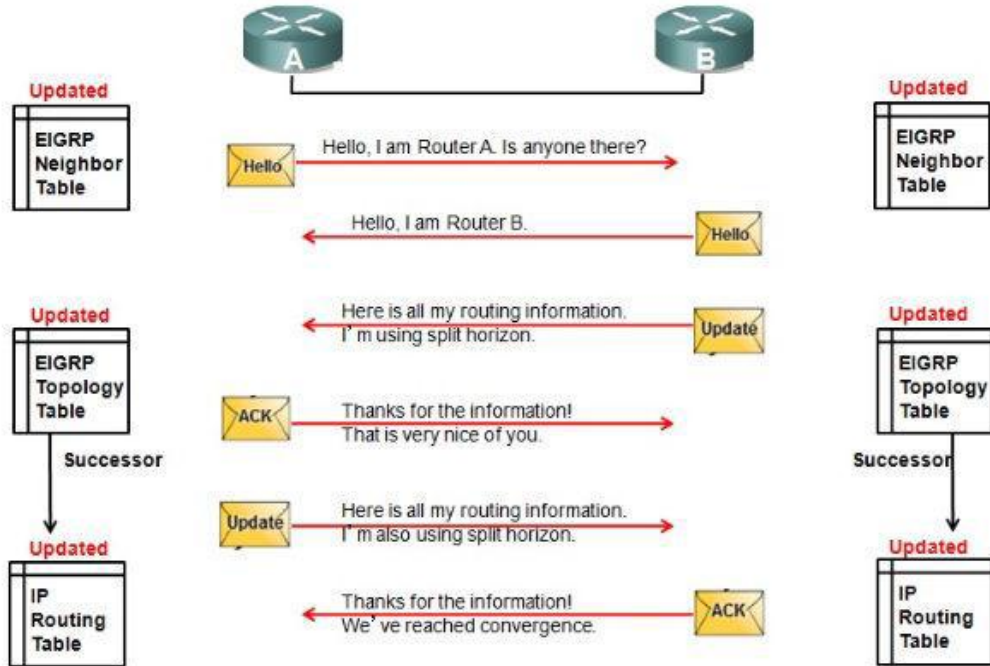 A
B
Updated
EIGRP
Neighbor
Table
Updated
EIGRP
Neighbor
Table
Hello
Hello, I am Router A. Is anyone there?
Hello, I am Router B.
Hello
Updated
EIGRP
Topology
Table
Successor
Updated
EIGRP
Topology
Table
Successor
Here is all my routing information.
I'm using split horizon.
Update
ACK
Thanks for the information!
That is very nice of you.
Update
Here is all my routing information.
I'm also using split horizon.
Updated
IP
Routing
Table
Updated
IP
Routing
Table
Thanks for the information!
We've reached convergence.
ACK